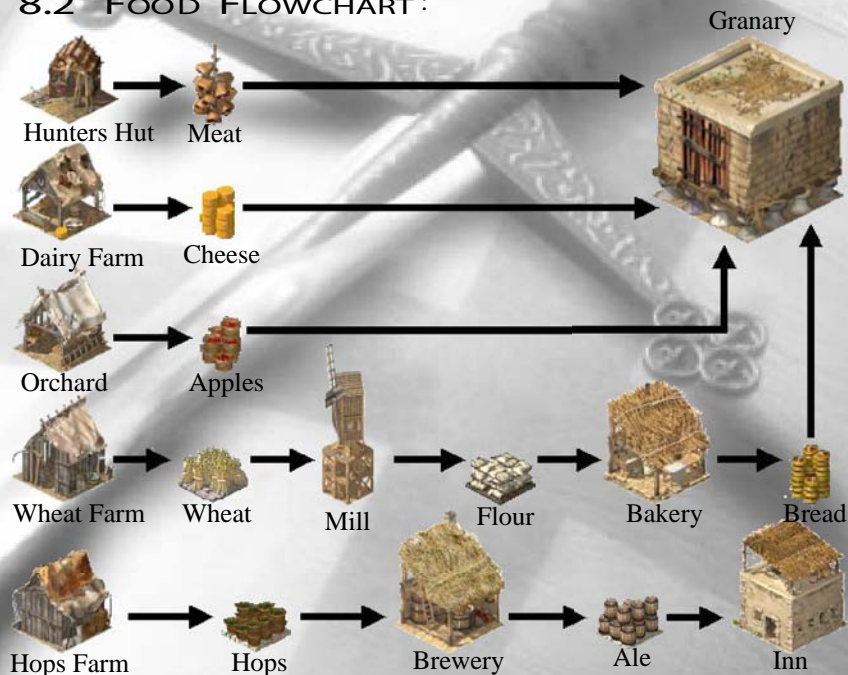 8.2 FOOD FLOWCHART:
Granary
Hunters Hut Meat
Dairy Farm Cheese
Orchard Apples
Wheat Farm Wheat Mill Flour Bakery Bread
Hops Farm Hops Brewery Ale Inn